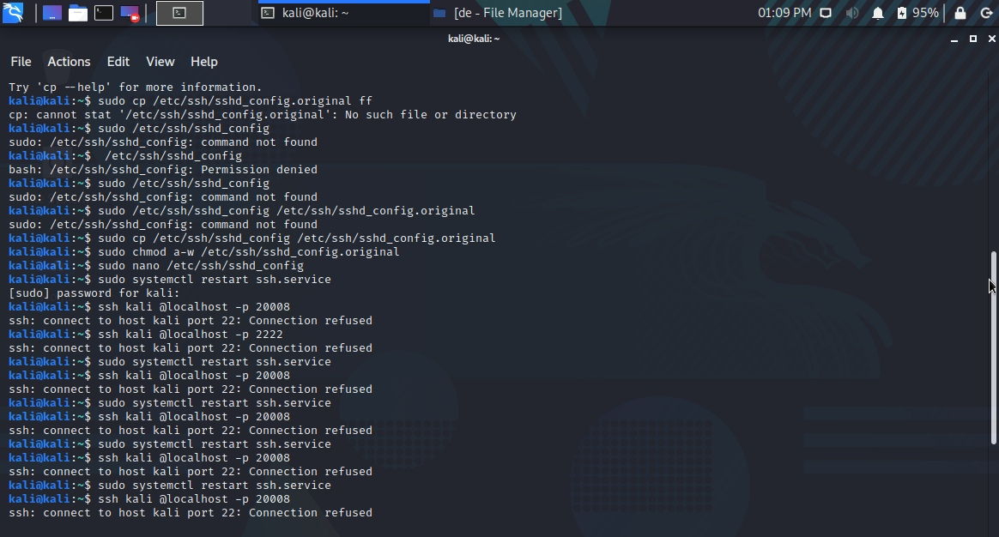 kali@kali: ~
[de - File Manager]
01:09 PM
95%
kali@kali: ~
File Actions Edit View Help
Try 'cp --help' for more information.
kali@kali:~$ sudo cp /etc/ssh/sshd_config.original ff
cp: cannot stat '/etc/ssh/sshd_config.original': No such file or directory
kali@kali:~$ sudo /etc/ssh/sshd_config
sudo: /etc/ssh/sshd_config: command not found
kali@kali:~$  /etc/ssh/sshd_config
bash: /etc/ssh/sshd_config: Permission denied
kali@kali:~$ sudo /etc/ssh/sshd_config
sudo: /etc/ssh/sshd_config: command not found
kali@kali:~$ sudo /etc/ssh/sshd_config /etc/ssh/sshd_config.original
sudo: /etc/ssh/sshd_config: command not found
kali@kali:~$ sudo cp /etc/ssh/sshd_config /etc/ssh/sshd_config.original
kali@kali:~$ sudo chmod a-w /etc/ssh/sshd_config.original
kali@kali:~$ sudo nano /etc/ssh/sshd_config
kali@kali:~$ sudo systemctl restart ssh.service
[sudo] password for kali:
kali@kali:~$ ssh kali @localhost -p 20008
ssh: connect to host kali port 22: Connection refused
kali@kali:~$ ssh kali @localhost -p 2222
ssh: connect to host kali port 22: Connection refused
kali@kali:~$ sudo systemctl restart ssh.service
kali@kali:~$ ssh kali @localhost -p 20008
ssh: connect to host kali port 22: Connection refused
kali@kali:~$ sudo systemctl restart ssh.service
kali@kali:~$ ssh kali @localhost -p 20008
ssh: connect to host kali port 22: Connection refused
kali@kali:~$ sudo systemctl restart ssh.service
kali@kali:~$ ssh kali @localhost -p 20008
ssh: connect to host kali port 22: Connection refused
kali@kali:~$ sudo systemctl restart ssh.service
kali@kali:~$ ssh kali @localhost -p 20008
ssh: connect to host kali port 22: Connection refused